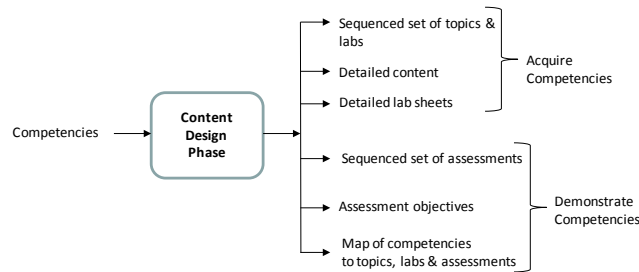 Competencies
Content
Design
Phase
Sequenced set of topics &
labs
Detailed content
Detailed lab sheets
Acquire
Competencies
Sequenced set of assessments
Assessment objectives
Map of competencies
to topics, labs & assessments
Demonstrate
Competencies